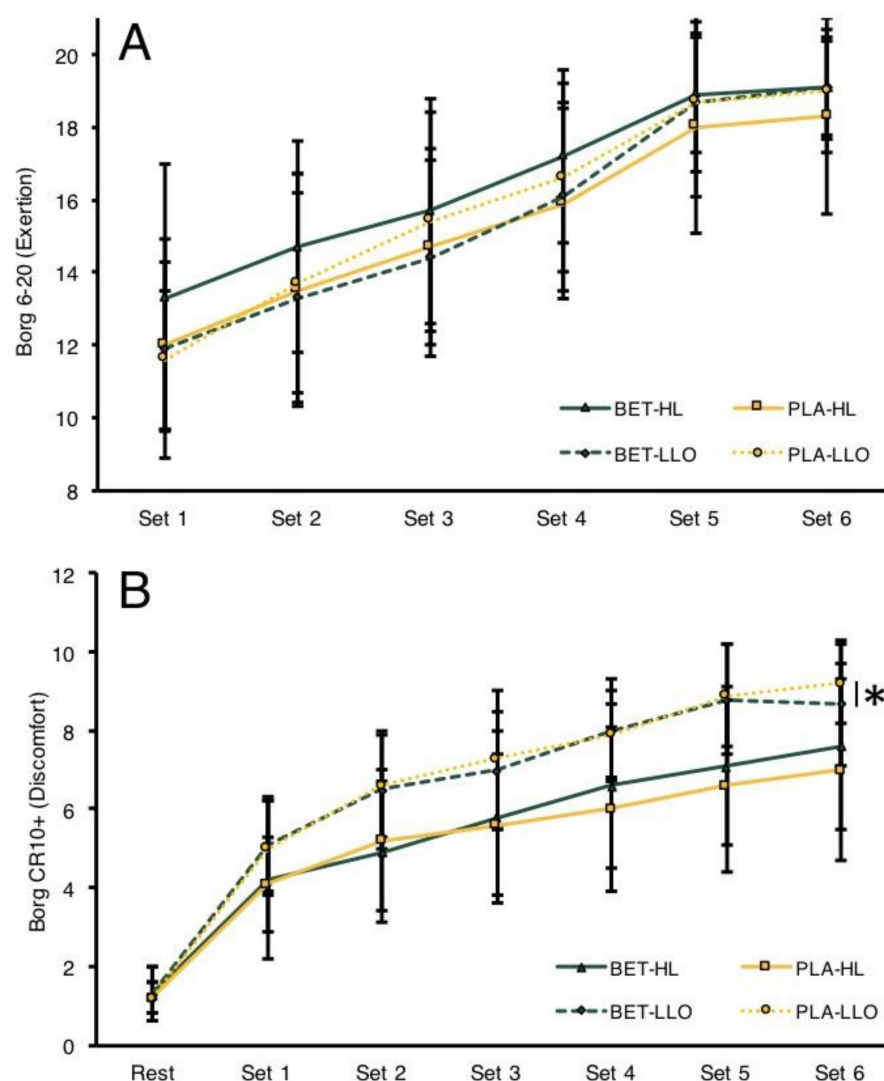 A
20
18
16
14
12
10
8
Borg 6-20 (Exertion)
BET-HL
PLA-HL
BET-LLO
PLA-LLO
Set 1 Set 2 Set 3 Set 4 Set 5 Set 6
B
12
10
8
6
4
2
0
Borg CR10+ (Discomfort)
*
BET-HL
PLA-HL
BET-LLO
PLA-LLO
Rest Set 1 Set 2 Set 3 Set 4 Set 5 Set 6